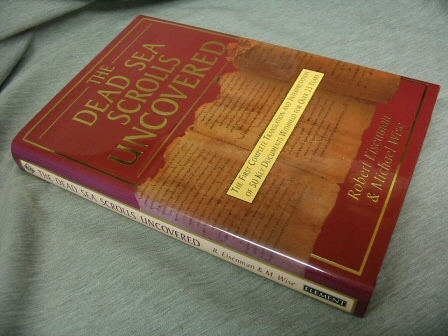 THE
DEAD SEA
SCROLLS
UNCOVERED
THE FIRST COMPLETE TRANSLATION AND INTERPRETATION
OF 50 KEY DOCUMENTS WITHHELD FOR OVER 35 YEARS
Robert Eisenman
& Michael Wise
THE DEAD SEA SCROLLS UNCOVERED
R. Eisenman & M. Wise
ELEMENT